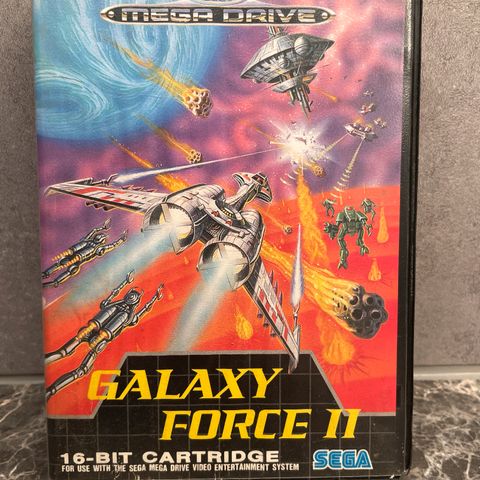 MEGA DRIVE
GALAXY
FORCE II
16-BIT CARTRIDGE
FOR USE WITH THE SEGA MEGA DRIVE VIDEO ENTERTAINMENT SYSTEM
SEGA